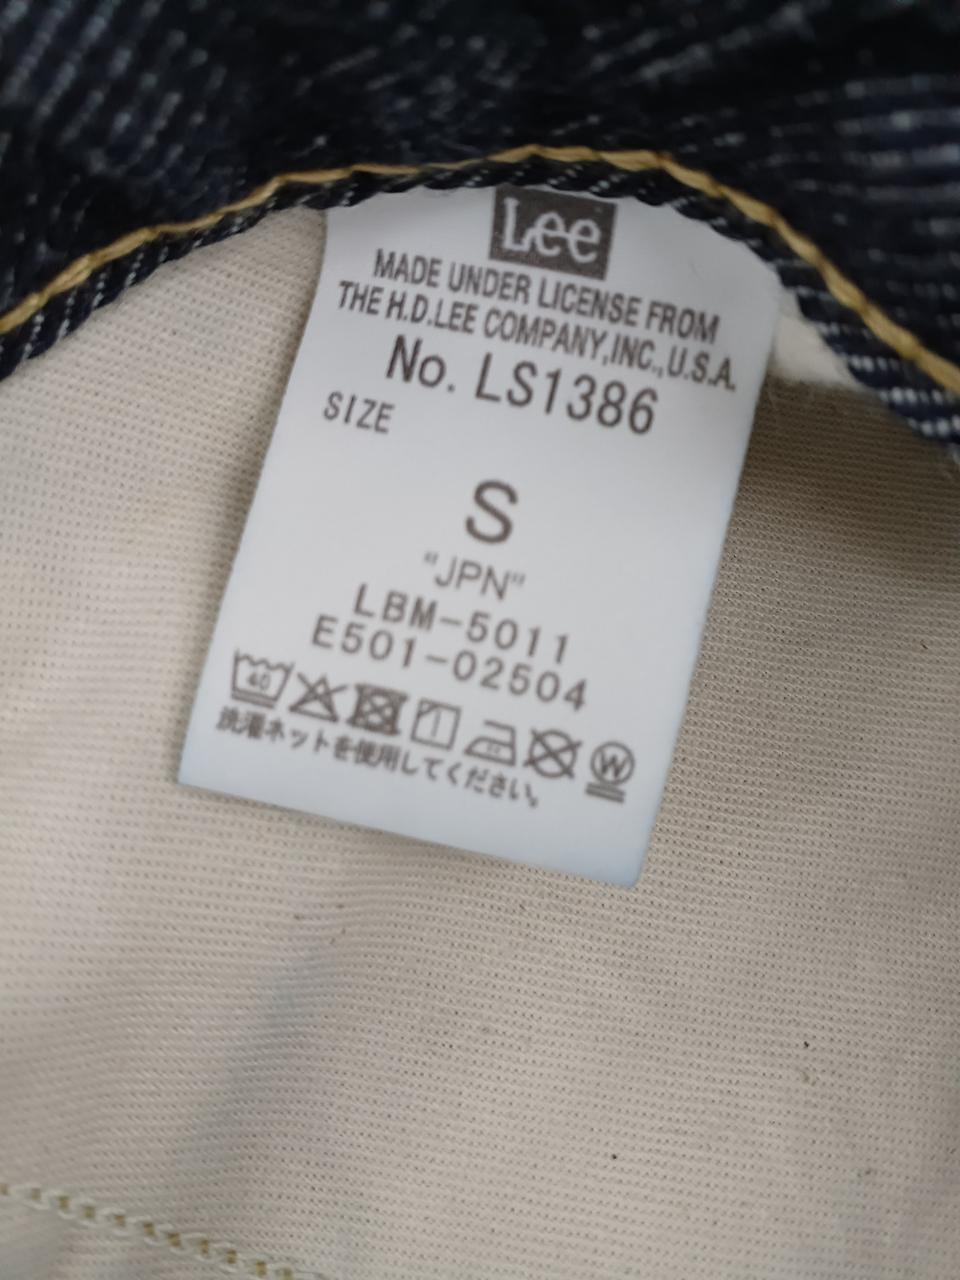 Lee
MADE UNDER LICENSE FROM
THE H.D.LEE COMPANY,INC.,U.S.A.
No. LS1386
SIZE
S
"JPN"
LBM-5011
E501-02504
40
W
洗濯ネットを使用してください。